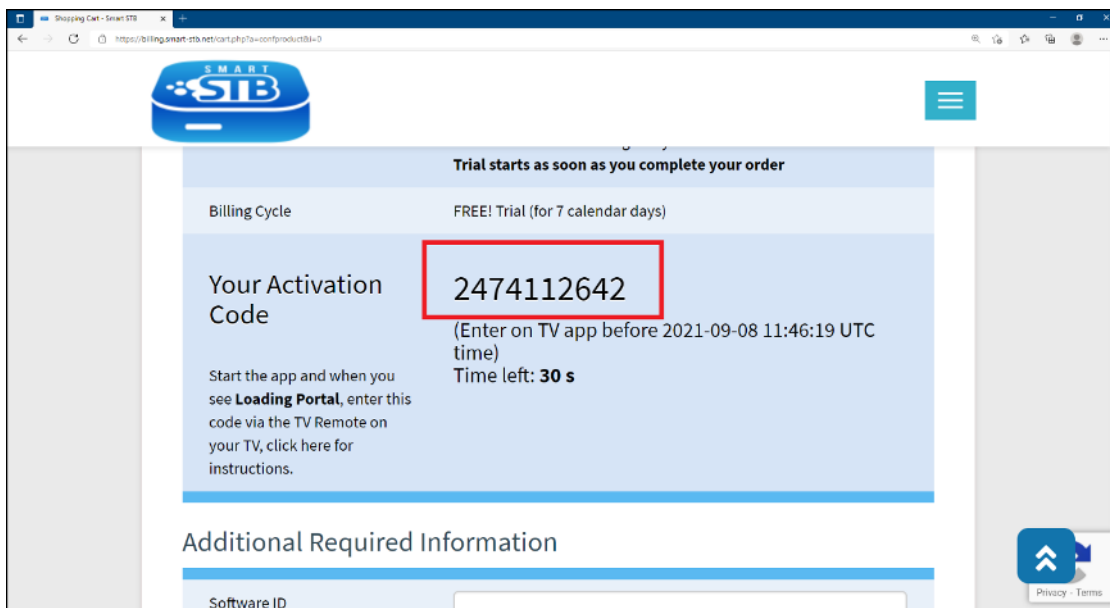 Shopping Cart - Smart STB
https://billing.smart-stb.net/cart.php?a=confproduct&i=0
SMART
STB
Trial starts as soon as you complete your order
Billing Cycle
FREE! Trial (for 7 calendar days)
Your Activation
Code
2474112642
(Enter on TV app before 2021-09-08 11:46:19 UTC
time)
Time left: 30 s
Start the app and when you
see Loading Portal, enter this
code via the TV Remote on
your TV, click here for
instructions.
Additional Required Information
Software ID
Privacy - Terms